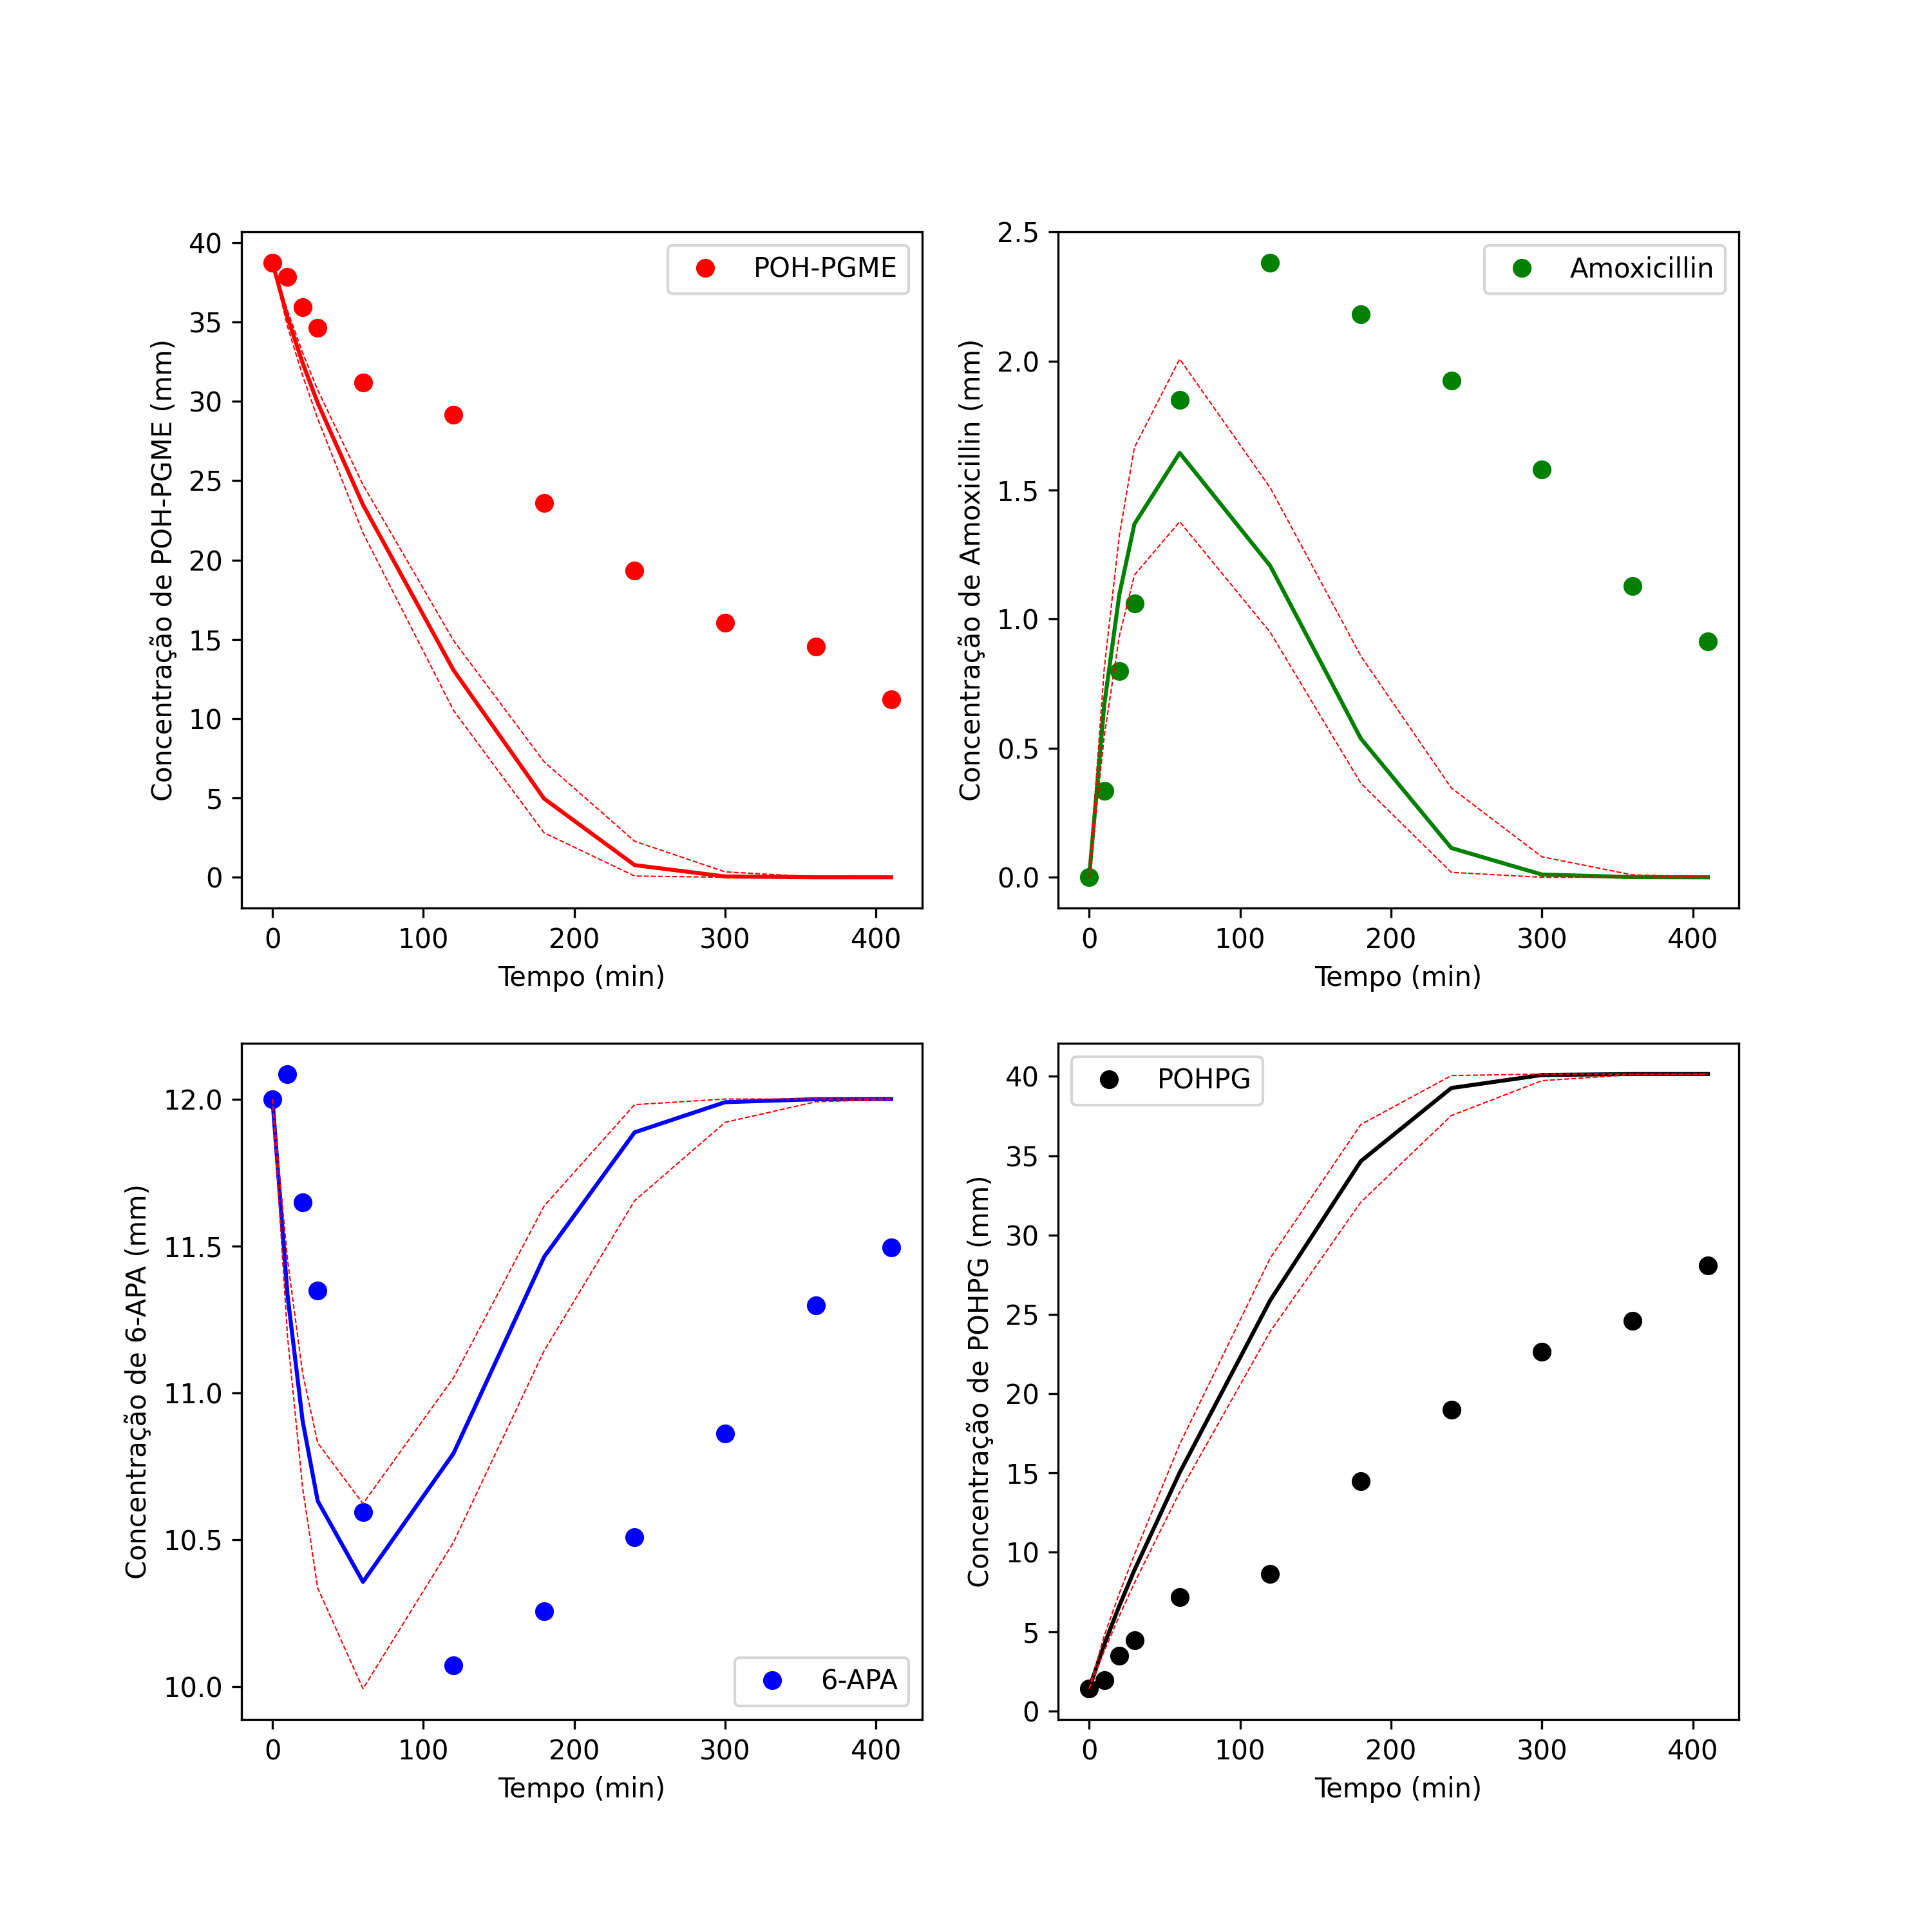 Concentração de POH-PGME (mm)
40
35
30
25
20
15
10
5
0
POH-PGME
0 100 200 300 400
Tempo (min)
Concentração de Amoxicillin (mm)
2.5
2.0
1.5
1.0
0.5
0.0
Amoxicillin
0 100 200 300 400
Tempo (min)
Concentração de 6-APA (mm)
12.0
11.5
11.0
10.5
10.0
6-APA
0 100 200 300 400
Tempo (min)
Concentração de POHPG (mm)
40
35
30
25
20
15
10
5
0
POHPG
0 100 200 300 400
Tempo (min)